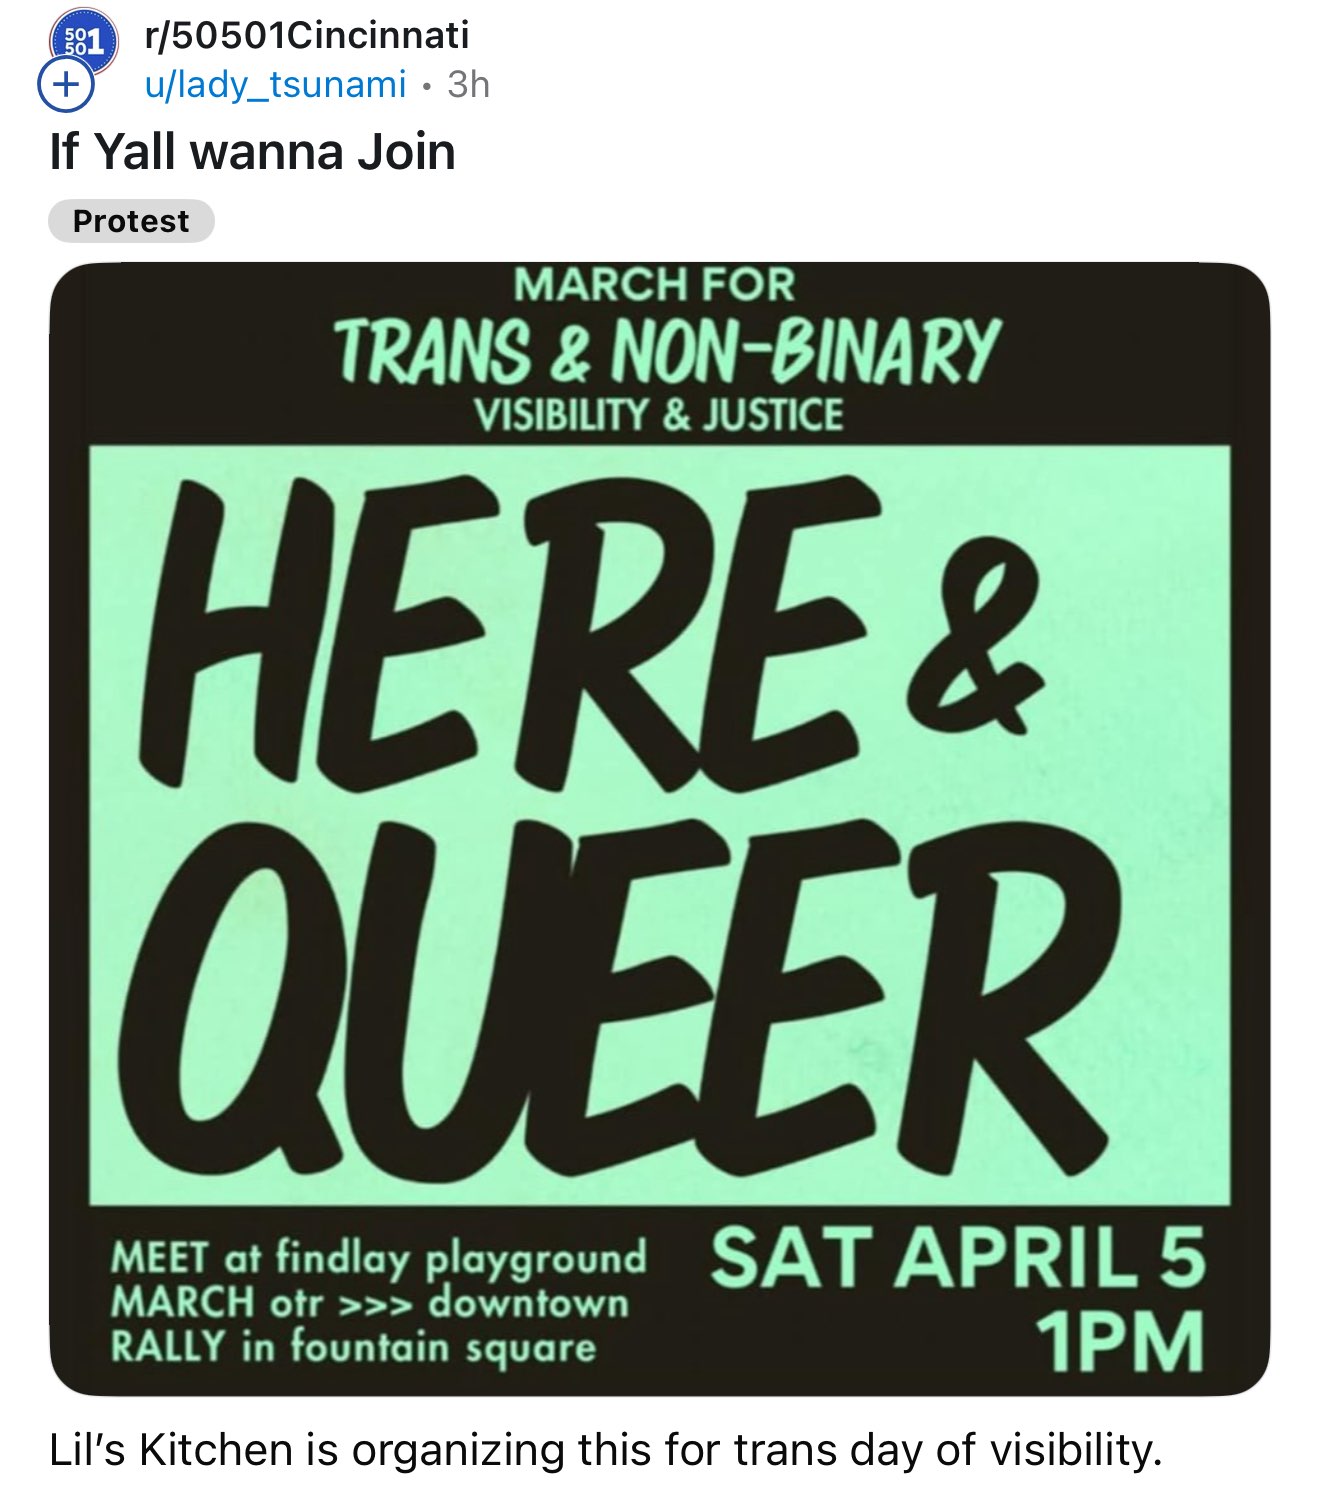 50
501
r/50501Cincinnati
u/lady_tsunami • 3h
If Yall wanna Join
Protest
MARCH FOR
TRANS & NON-BINARY
VISIBILITY & JUSTICE
HERE &
QUEER
MEET at findlay playground
MARCH otr >>> downtown
RALLY in fountain square
SAT APRIL 5
1PM
Lil’s Kitchen is organizing this for trans day of visibility.